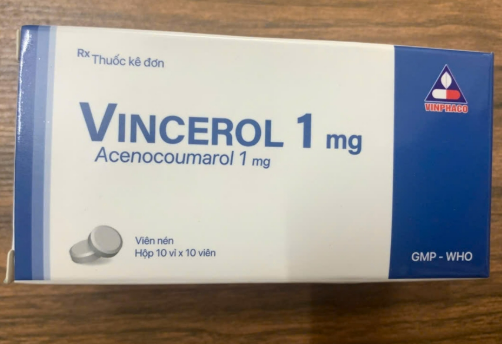 Rx Thuốc kê đơn
VINPHACO
VINCEROL 1 mg
Acenocoumarol 1 mg
Viên nén
Hộp 10 vỉ x 10 viên
GMP - WHO